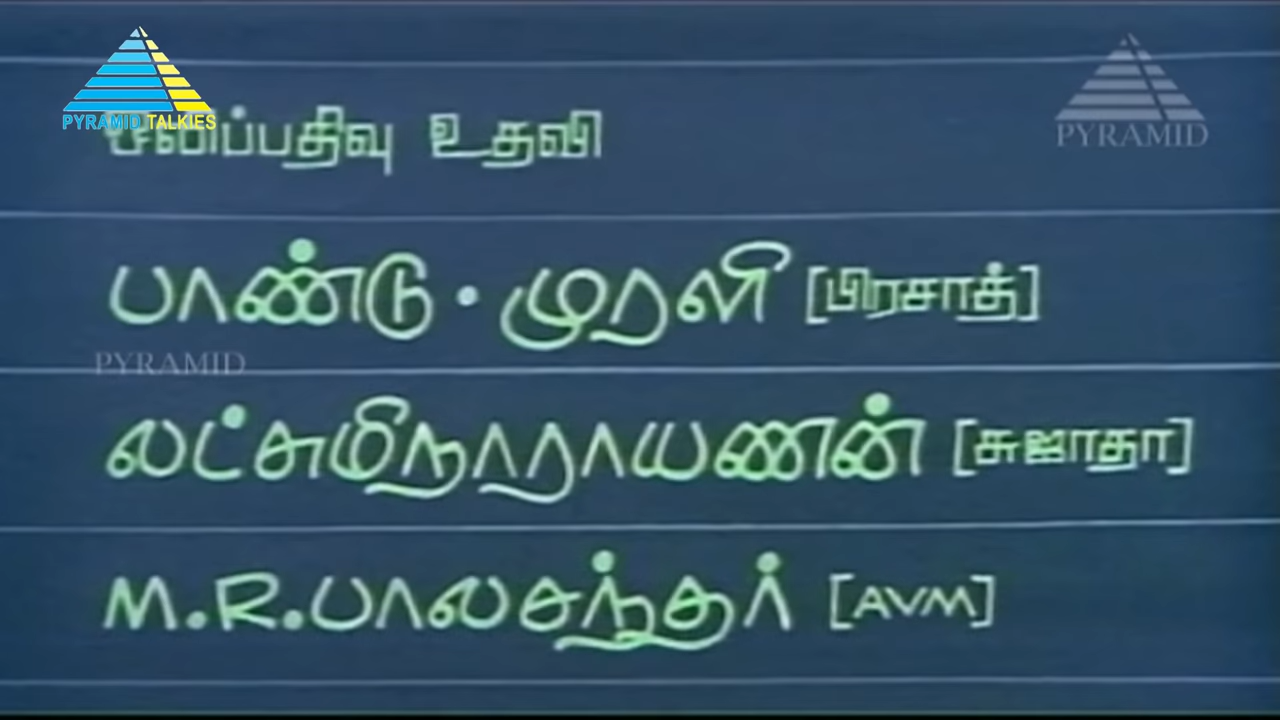 PYRAMID TALKIES
PYRAMID
ஒலிப்பதிவு உதவி
பாண்டு • முரளி [பிரசாத்]
PYRAMID
லட்சுமிநாராயணன் [சுஜாதா]
M.R.பாலசந்தர் [AVM]